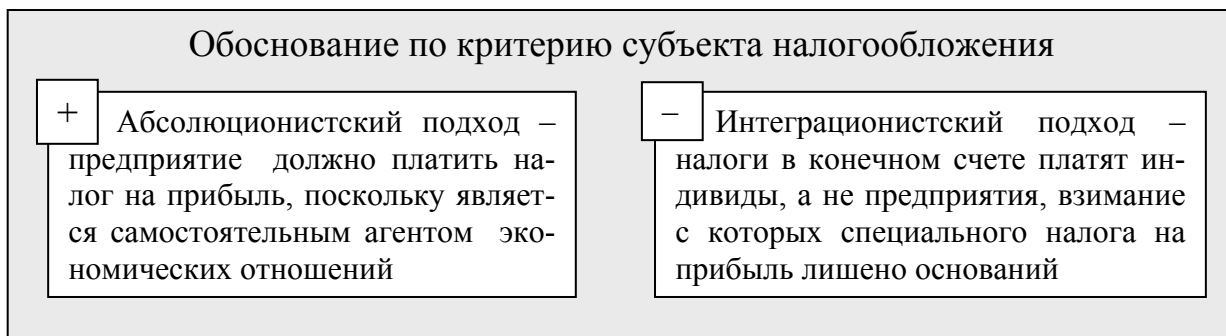 Обоснование по критерию субъекта налогообложения
+
Абсолюционистский подход –
предприятие должно платить на-
лог на прибыль, поскольку являет-
ся самостоятельным агентом эко-
номических отношений
–
Интеграционистский подход –
налоги в конечном счете платят ин-
дивиды, а не предприятия, взимание
с которых специального налога на
прибыль лишено оснований